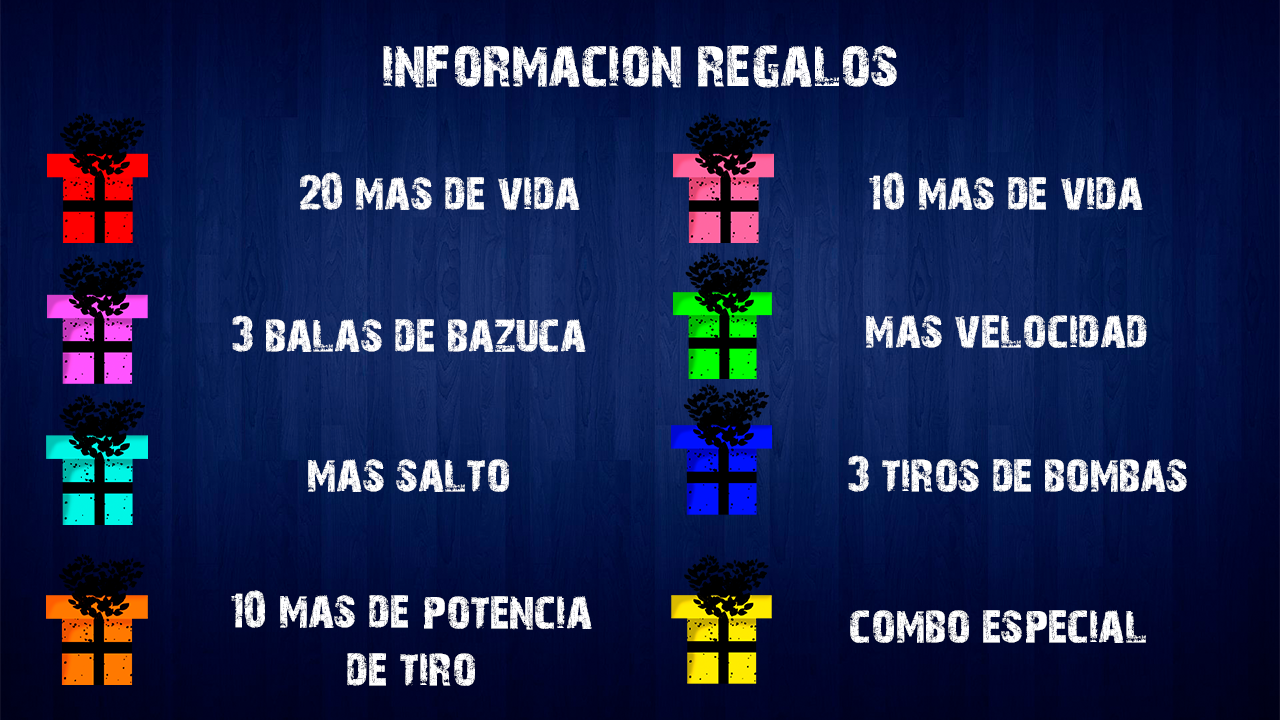 INFORMACION REGALOS
20 MAS DE VIDA
10 MAS DE VIDA
3 BALAS DE BAZUCA
MAS VELOCIDAD
MAS SALTO
3 TIROS DE BOMBAS
10 MAS DE POTENCIA
DE TIRO
COMBO ESPECIAL